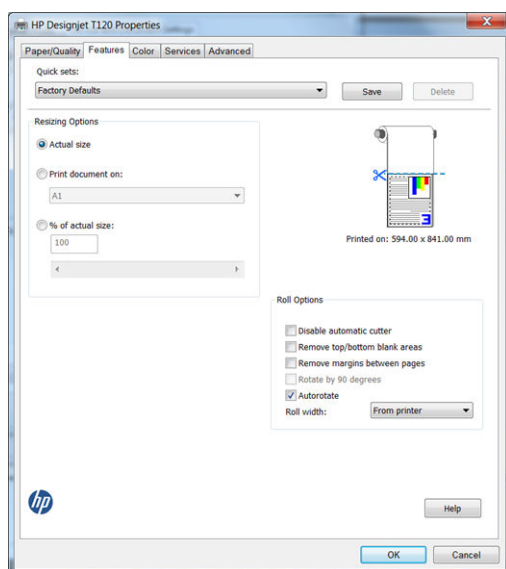 HP Designjet T120 Properties
Paper/Quality Features Color Services Advanced
Quick sets:
Factory Defaults
Save
Delete
Resizing Options
Actual size
Print document on:
A1
% of actual size:
100
Printed on: 594.00 x 841.00 mm
Roll Options
Disable automatic cutter
Remove top/bottom blank areas
Remove margins between pages
Rotate by 90 degrees
Autorotate
Roll width: From printer
hp
Help
OK Cancel